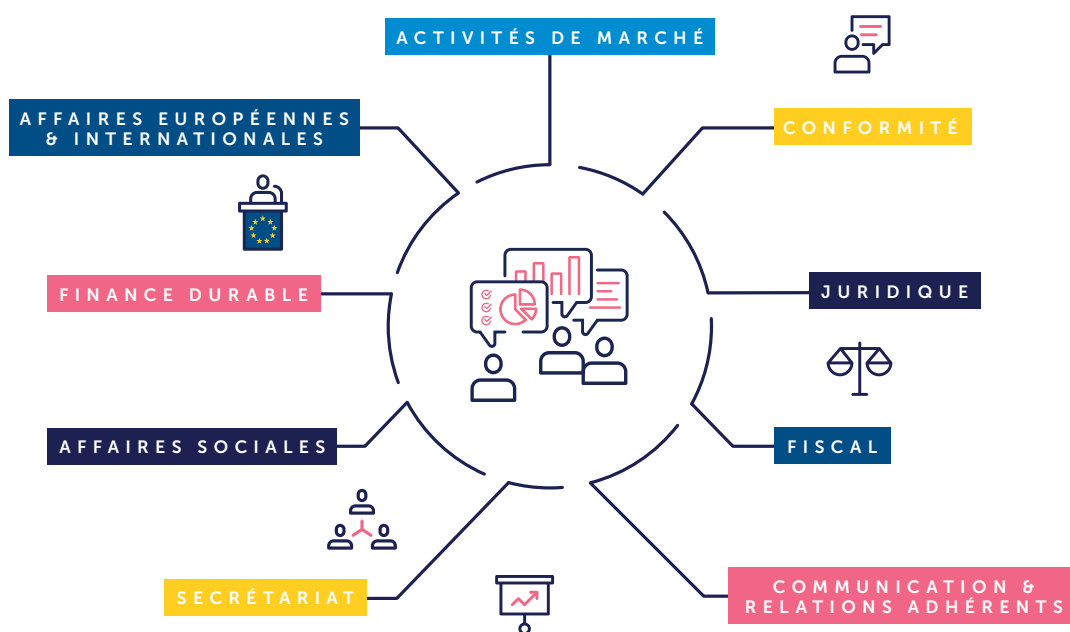 ACTIVITÉS DE MARCHÉ
AFFAIRES EUROPÉENNES
& INTERNATIONALES
CONFORMITÉ
FINANCE DURABLE
JURIDIQUE
AFFAIRES SOCIALES
FISCAL
SECRÉTARIAT
COMMUNICATION &
RELATIONS ADHÉRENTS